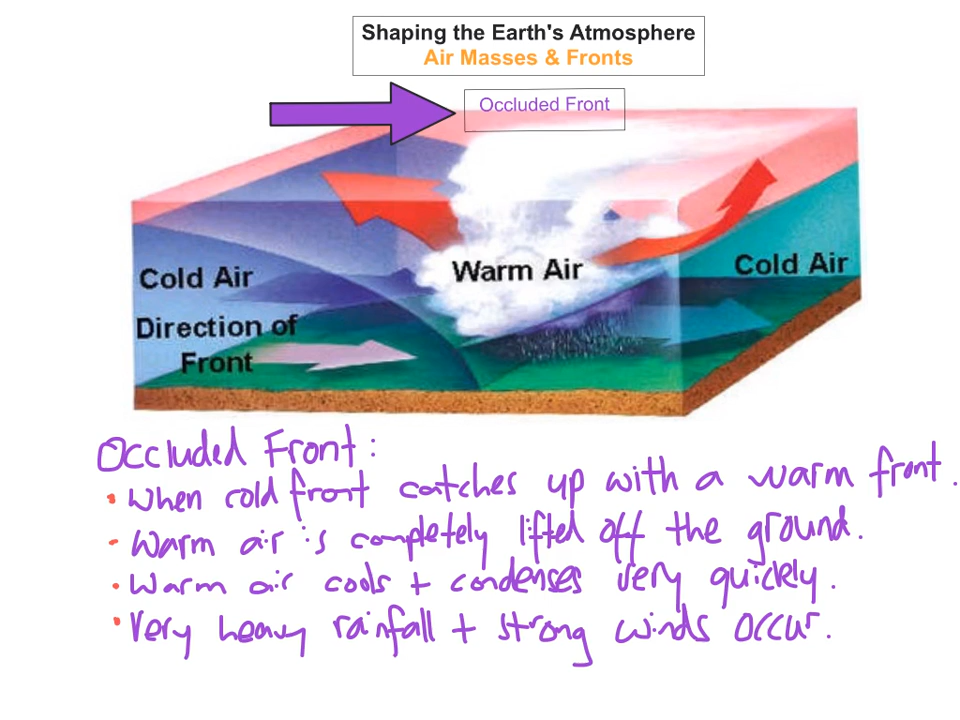 Shaping the Earth's Atmosphere
Air Masses & Fronts
Occluded Front
Cold Air
Warm Air
Cold Air
Direction of
Front
Occluded Front:
• When cold front catches up with a warm front.
• Warm air is completely lifted off the ground.
• Warm air cools + condenses very quickly.
• Very heavy rainfall + strong winds occur.